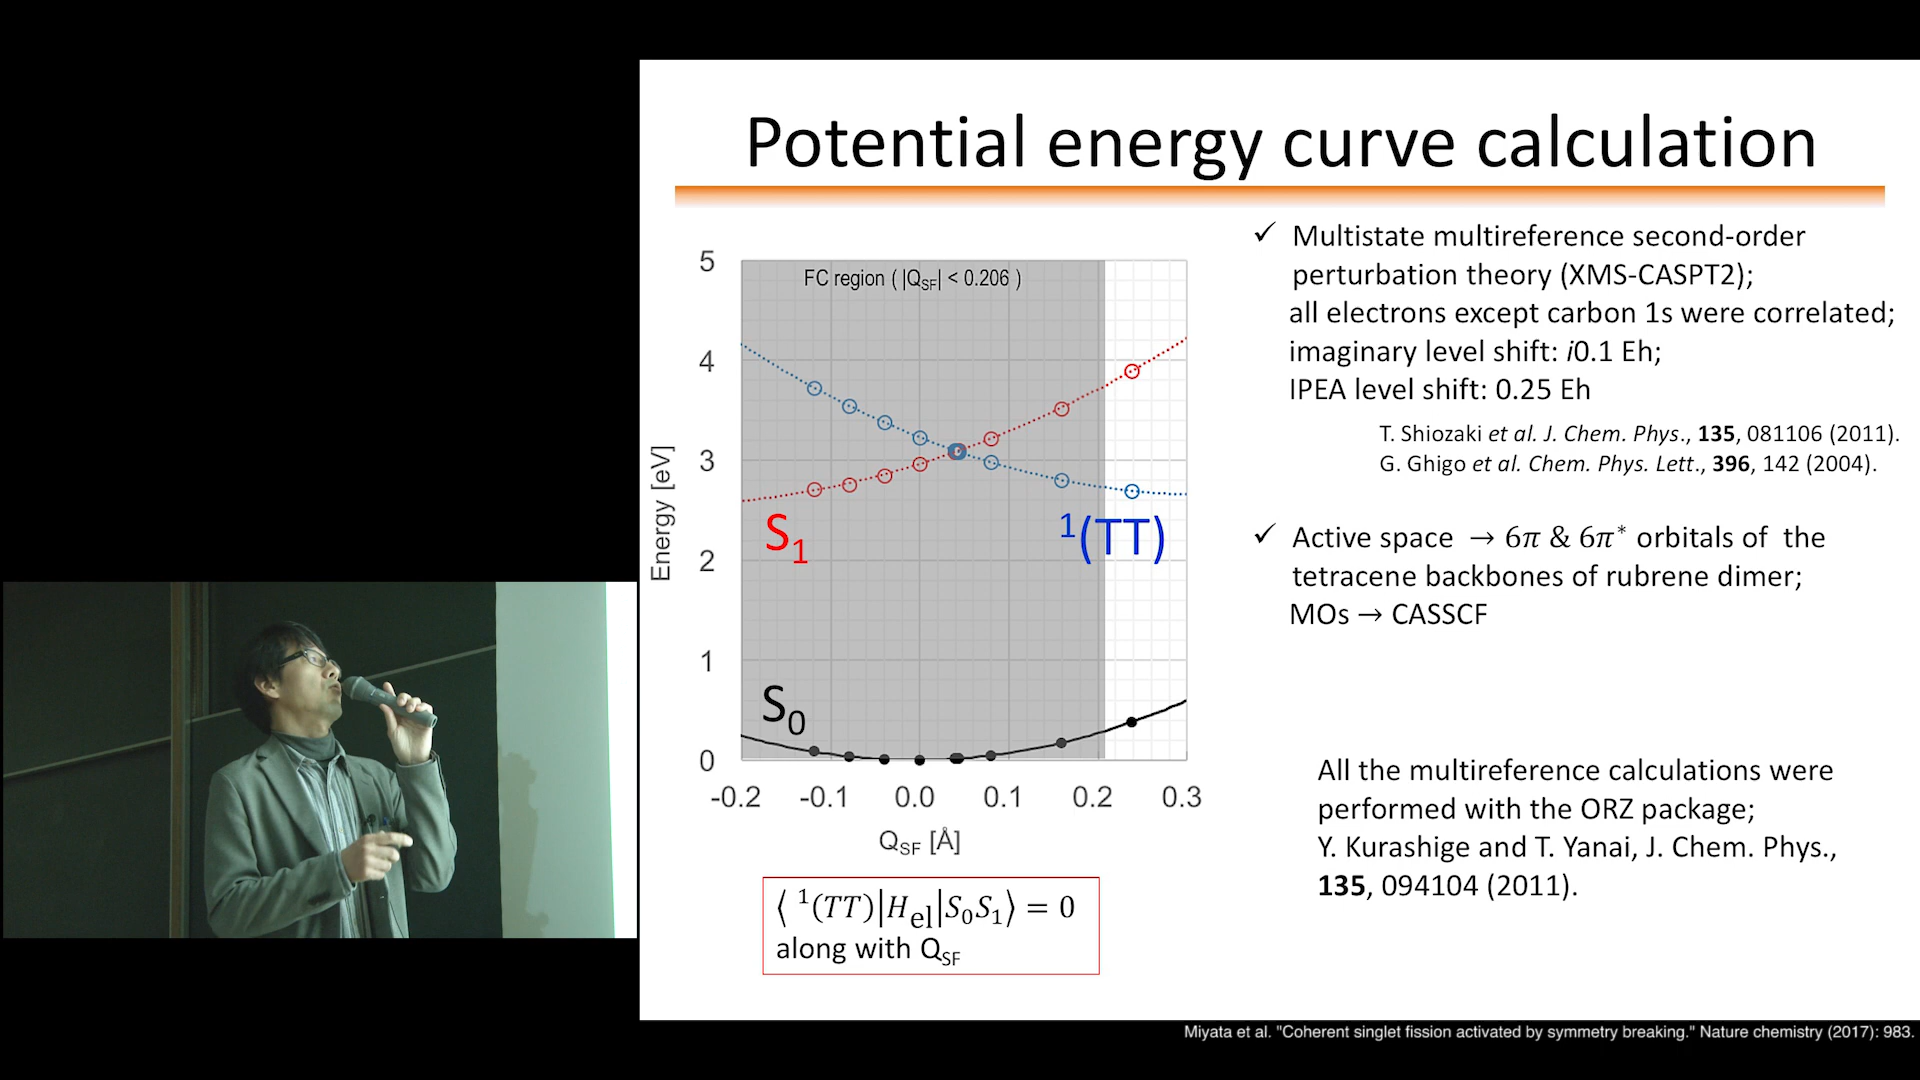 Potential energy curve calculation
5
4
3
2
1
0
Energy [eV]
FC region ( |QSF| < 0.206 )
S1
1(TT)
S0
-0.2 -0.1 0.0 0.1 0.2 0.3
QSF [Å]
⟨ 1(TT)|Hel|S0S1⟩ = 0
along with QSF
✓ Multistate multireference second-order
perturbation theory (XMS-CASPT2);
all electrons except carbon 1s were correlated;
imaginary level shift: i0.1 Eh;
IPEA level shift: 0.25 Eh
T. Shiozaki et al. J. Chem. Phys., 135, 081106 (2011).
G. Ghigo et al. Chem. Phys. Lett., 396, 142 (2004).
✓ Active space → 6π & 6π* orbitals of the
tetracene backbones of rubrene dimer;
MOs → CASSCF
All the multireference calculations were
performed with the ORZ package;
Y. Kurashige and T. Yanai, J. Chem. Phys.,
135, 094104 (2011).
Miyata et al. "Coherent singlet fission activated by symmetry breaking." Nature chemistry (2017): 983.